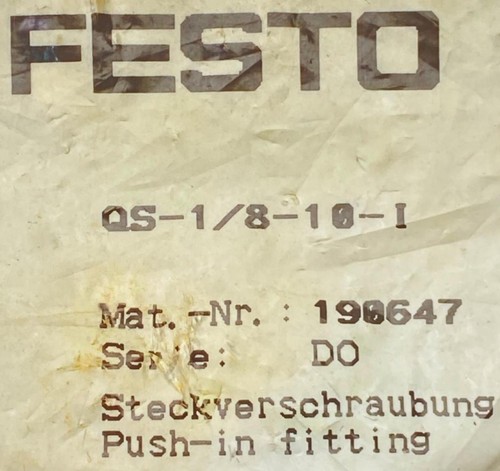 FESTO
QS-1/8-10-I
Mat.-Nr.: 190647
Serie: DO
Steckverschraubung
Push-in fitting